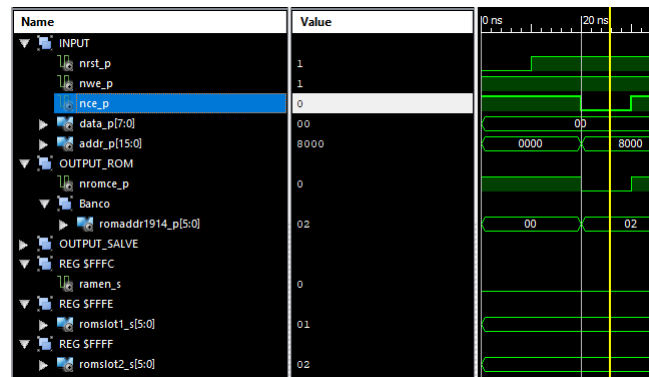 Name Value 0 ns 20 ns
INPUT
nrst_p 1
nwe_p 1
nce_p 0
data_p[7:0] 00 00
addr_p[15:0] 8000 0000 8000
OUTPUT_ROM
nromce_p 0
Banco
romaddr1914_p[5:0] 02 00 02
OUTPUT_SALVE
REG $FFFC
ramen_s 0
REG $FFFE
romslot1_s[5:0] 01
REG $FFFF
romslot2_s[5:0] 02